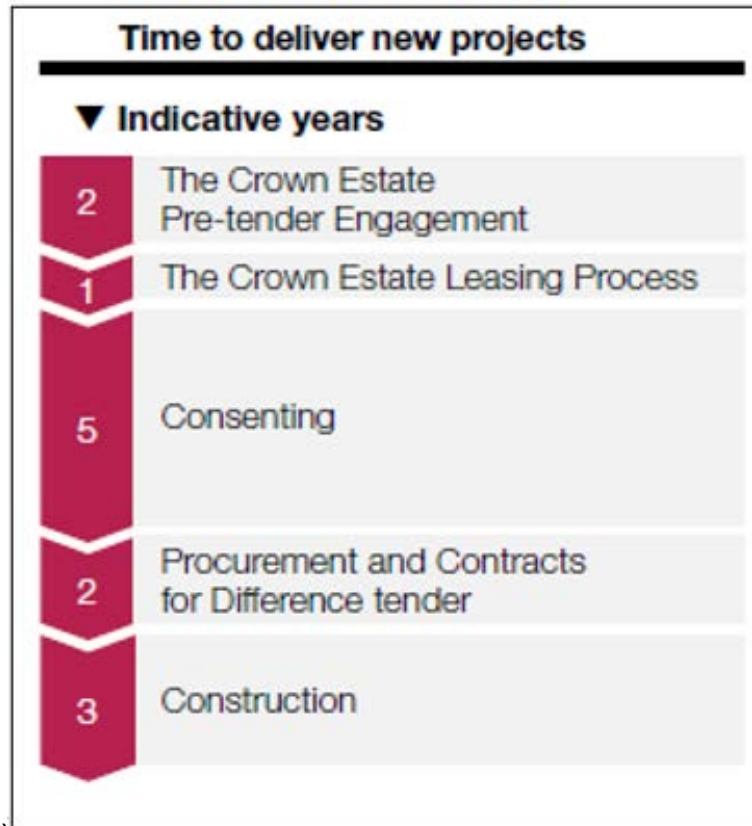 Time to deliver new projects
▼ Indicative years
2
The Crown Estate
Pre-tender Engagement
1
The Crown Estate Leasing Process
5
Consenting
2
Procurement and Contracts
for Difference tender
3
Construction